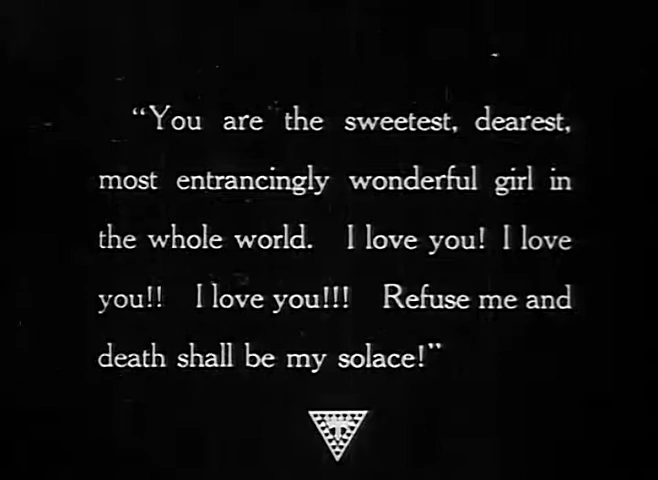 “You are the sweetest, dearest,
most entrancingly wonderful girl in
the whole world. I love you! I love
you!! I love you!!! Refuse me and
death shall be my solace!”